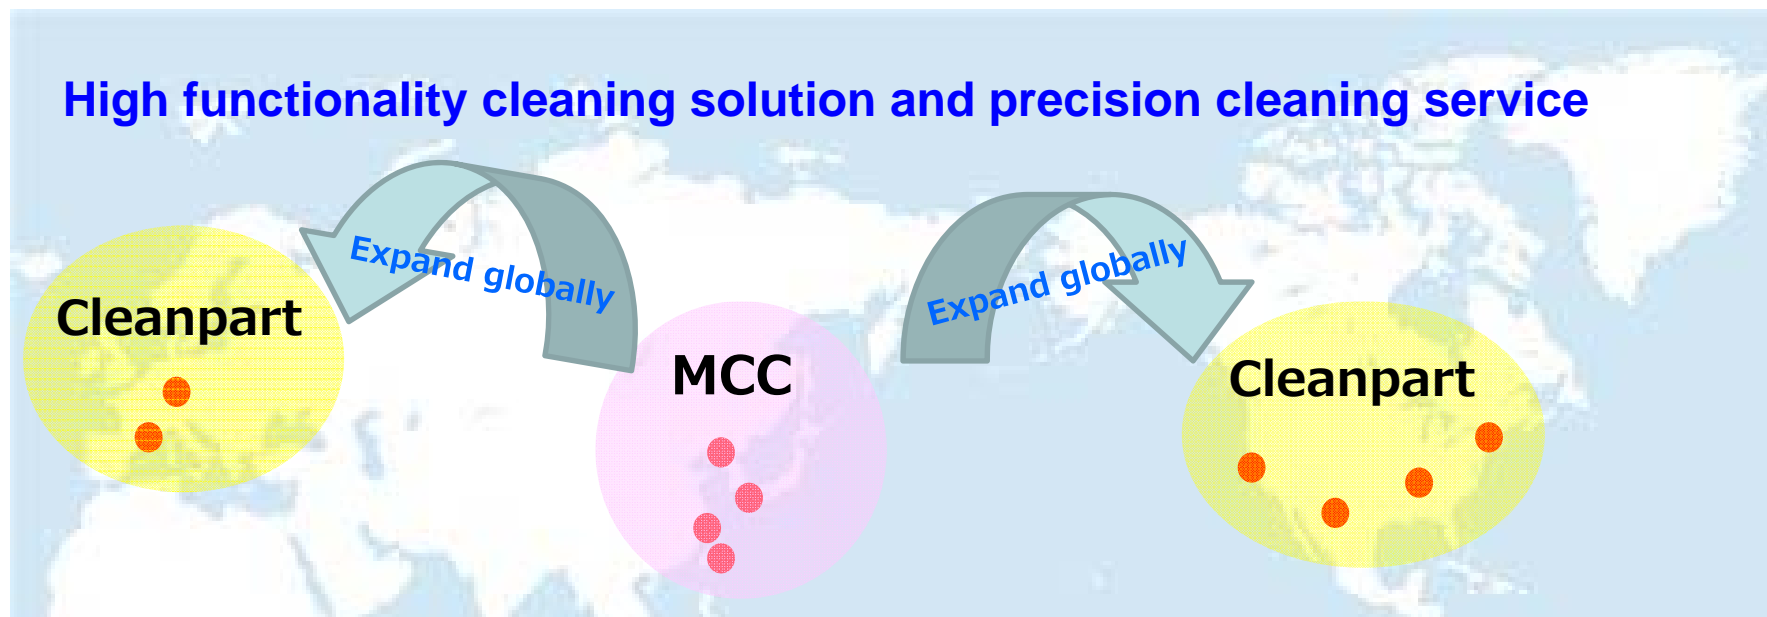 High functionality cleaning solution and precision cleaning service
Expand globally
Expand globally
Cleanpart
MCC
Cleanpart